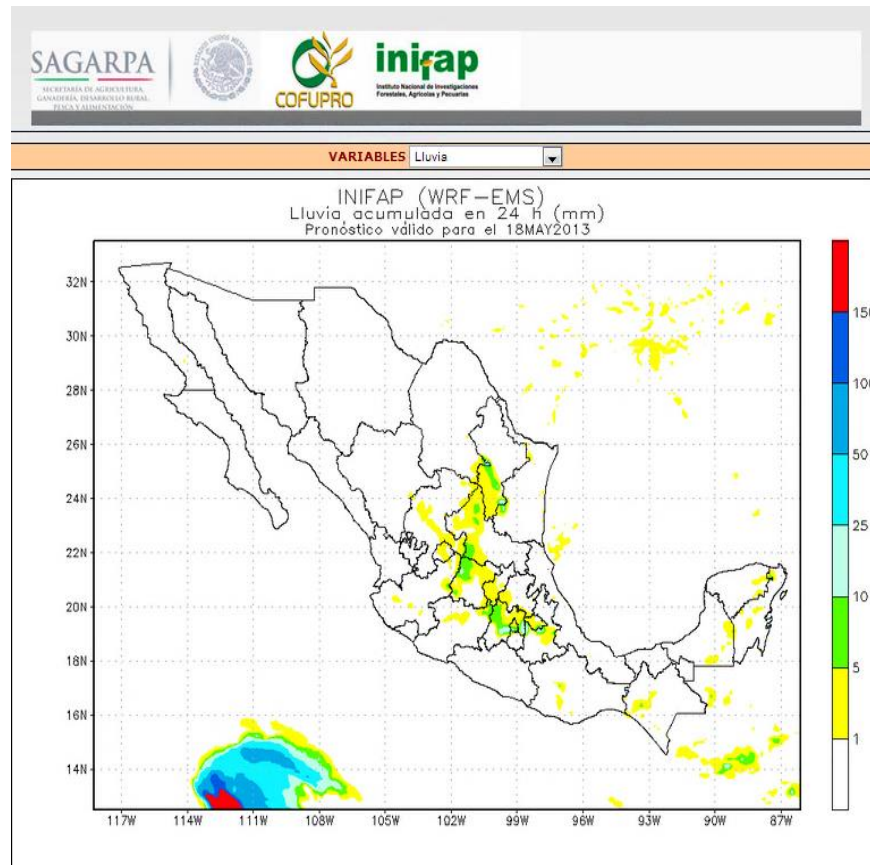 SAGARPA
SECRETARÍA DE AGRICULTURA,
GANADERÍA, DESARROLLO RURAL,
PESCA Y ALIMENTACIÓN
ESTADOS UNIDOS MEXICANOS
COFUPRO
inifap
Instituto Nacional de Investigaciones
Forestales, Agrícolas y Pecuarias
VARIABLES Lluvia
INIFAP (WRF-EMS)
Lluvia acumulada en 24 h (mm)
Pronóstico válido para el 18MAY2013
32N
30N
28N
26N
24N
22N
20N
18N
16N
14N
117W 114W 111W 108W 105W 102W 99W 96W 93W 90W 87W
150
100
50
25
10
5
1